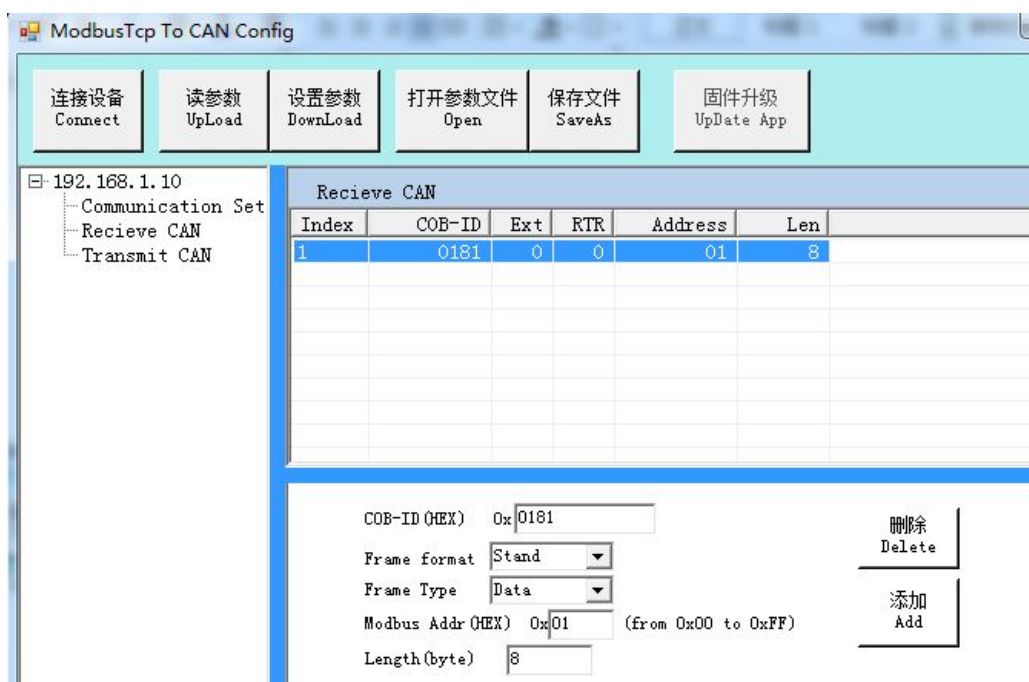 ModbusTcp To CAN Config
连接设备 读参数 设置参数 打开参数文件 保存文件 固件升级
Connect UpLoad DownLoad Open SaveAs UpDate App
192.168.1.10
Communication Set
Recieve CAN
Transmit CAN
Recieve CAN
Index COB-ID Ext RTR Address Len
1 0181 0 0 01 8
COB-ID(HEX) 0x 0181
Frame format Stand
Frame Type Data
Modbus Addr(HEX) 0x 01 (from 0x00 to 0xFF)
Length(byte) 8
删除
Delete
添加
Add